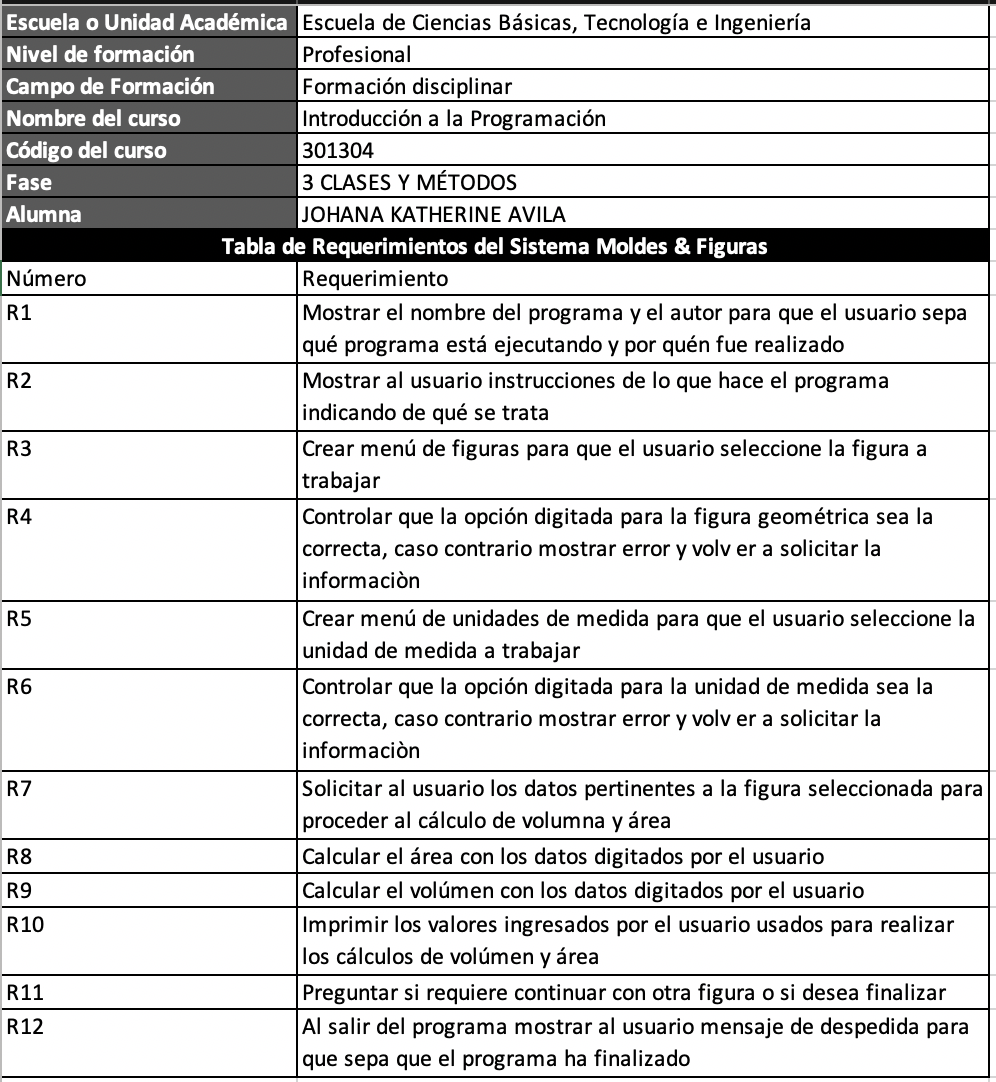 Escuela o Unidad Académica Escuela de Ciencias Básicas, Tecnología e Ingeniería
Nivel de formación Profesional
Campo de Formación Formación disciplinar
Nombre del curso Introducción a la Programación
Código del curso 301304
Fase 3 CLASES Y MÉTODOS
Alumna JOHANA KATHERINE AVILA
Tabla de Requerimientos del Sistema Moldes & Figuras
Número Requerimiento
R1 Mostrar el nombre del programa y el autor para que el usuario sepa
qué programa está ejecutando y por quén fue realizado
R2 Mostrar al usuario instrucciones de lo que hace el programa
indicando de qué se trata
R3 Crear menú de figuras para que el usuario seleccione la figura a
trabajar
R4 Controlar que la opción digitada para la figura geométrica sea la
correcta, caso contrario mostrar error y volv er a solicitar la
informaciòn
R5 Crear menú de unidades de medida para que el usuario seleccione la
unidad de medida a trabajar
R6 Controlar que la opción digitada para la unidad de medida sea la
correcta, caso contrario mostrar error y volv er a solicitar la
informaciòn
R7 Solicitar al usuario los datos pertinentes a la figura seleccionada para
proceder al cálculo de volumna y área
R8 Calcular el área con los datos digitados por el usuario
R9 Calcular el volúmen con los datos digitados por el usuario
R10 Imprimir los valores ingresados por el usuario usados para realizar
los cálculos de volúmen y área
R11 Preguntar si requiere continuar con otra figura o si desea finalizar
R12 Al salir del programa mostrar al usuario mensaje de despedida para
que sepa que el programa ha finalizado